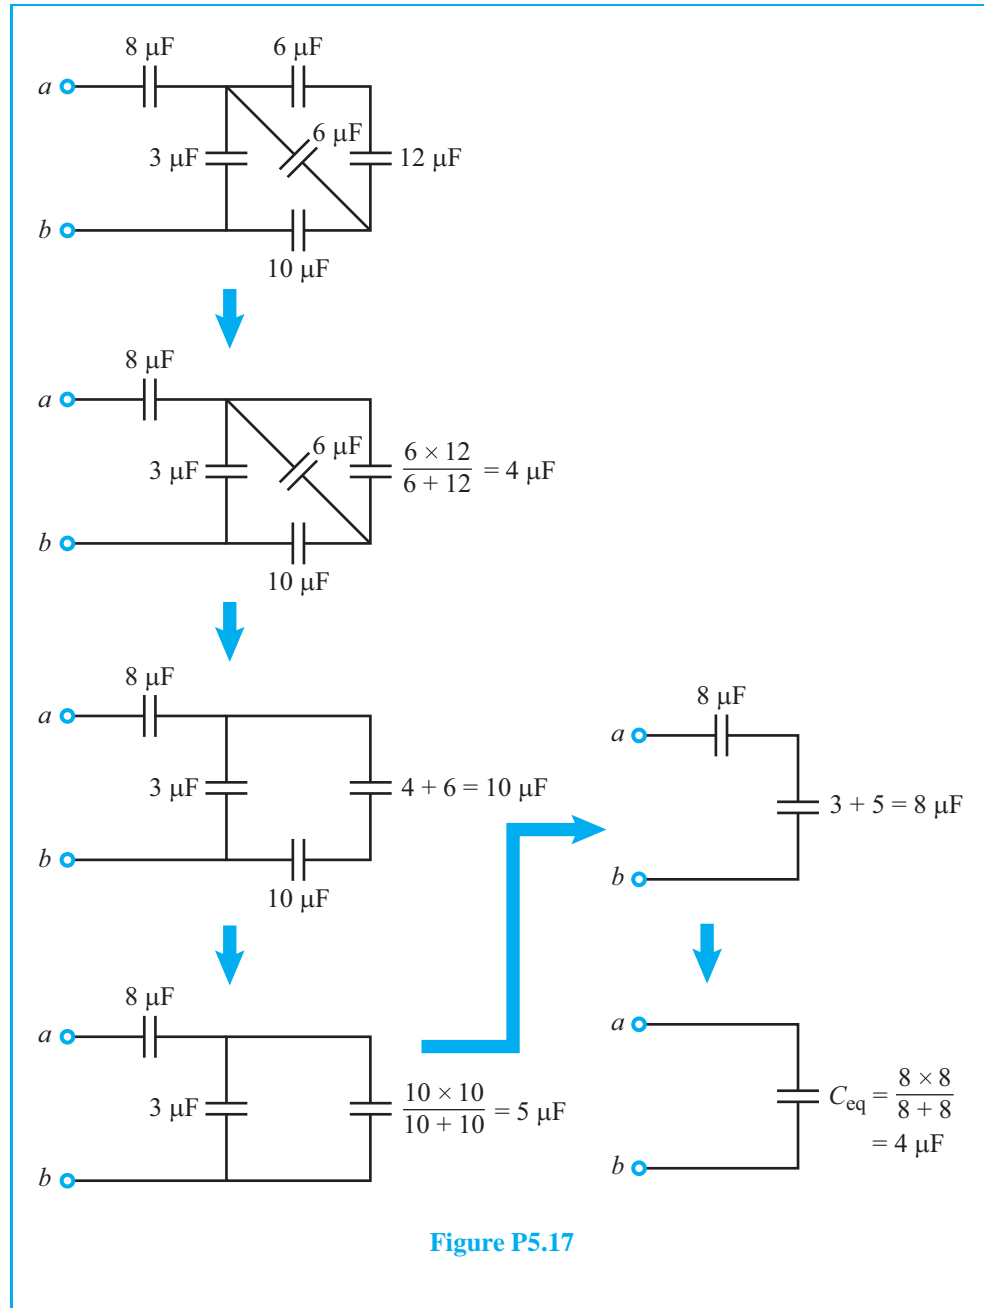 8 μF 6 μF
a
6 μF
3 μF 12 μF
b
10 μF
8 μF
a
6 μF
3 μF 6 × 12 / 6 + 12 = 4 μF
b
10 μF
8 μF
a
3 μF 4 + 6 = 10 μF
b
10 μF
8 μF
a
3 μF 10 × 10 / 10 + 10 = 5 μF
b
8 μF
a
3 + 5 = 8 μF
b
a
Ceq = 8 × 8 / 8 + 8
= 4 μF
b
Figure P5.17